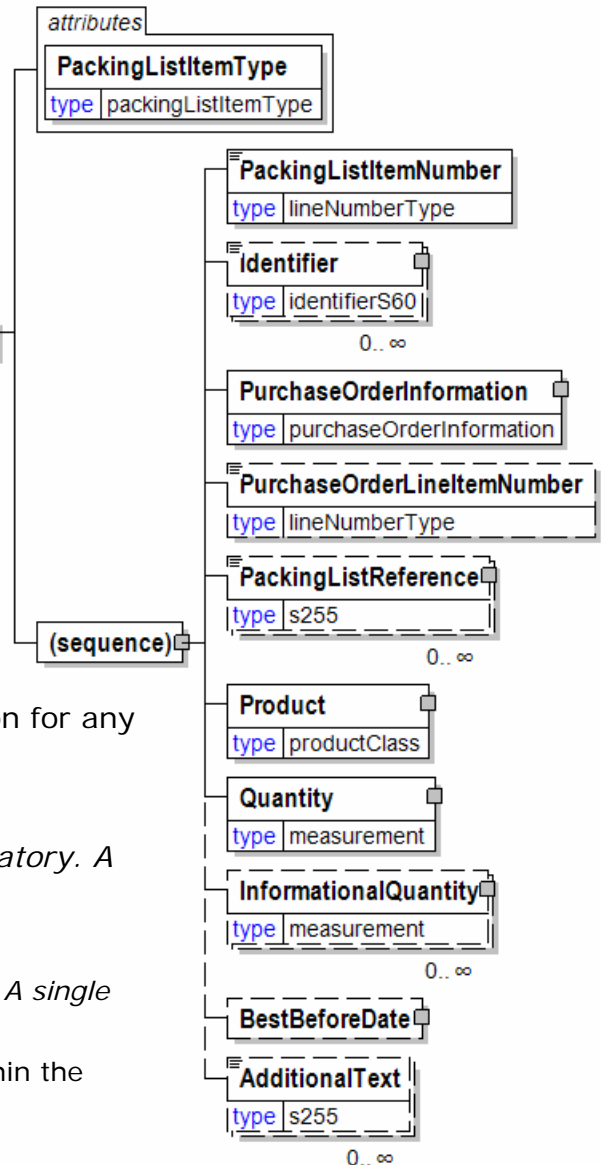 attributes
PackingListItemType
type packingListItemType
PackingListItemNumber
type lineNumberType
Identifier
type identifierS60
0.. ∞
PurchaseOrderInformation
type purchaseOrderInformation
PurchaseOrderLineItemNumber
type lineNumberType
PackingListReference
type s255
(sequence)
0.. ∞
on for any
Product
type productClass
Quantity
type measurement
atory. A
InformationalQuantity
type measurement
0.. ∞
A single
BestBeforeDate
hin the
AdditionalText
type s255
0.. ∞